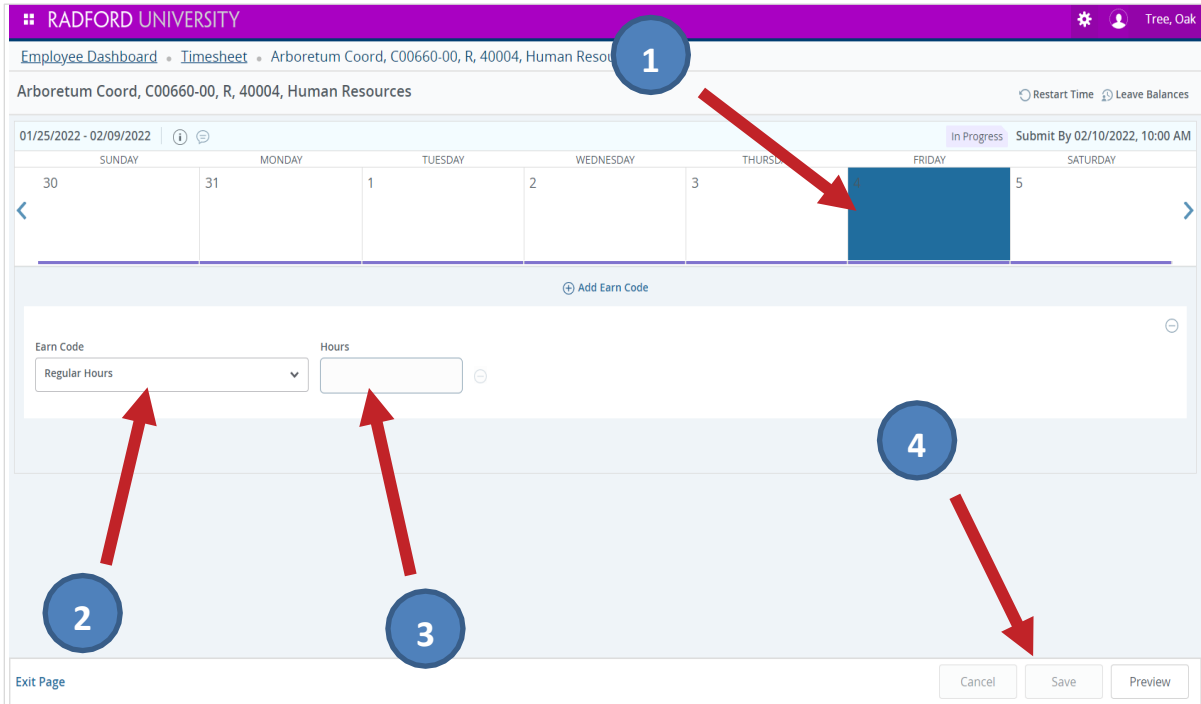 RADFORD UNIVERSITY Tree, Oak
Employee Dashboard • Timesheet • Arboretum Coord, C00660-00, R, 40004, Human
1
Arboretum Coord, C00660-00, R, 40004, Human Resources Restart Time Leave Balances
01/25/2022 - 02/09/2022 In Progress Submit By 02/10/2022, 10:00 AM
SUNDAY MONDAY TUESDAY WEDNESDAY THURSDAY FRIDAY SATURDAY
30 31 1 2 3 4 5
Add Earn Code
Earn Code Hours
Regular Hours
4
2
3
Exit Page Cancel Save Preview